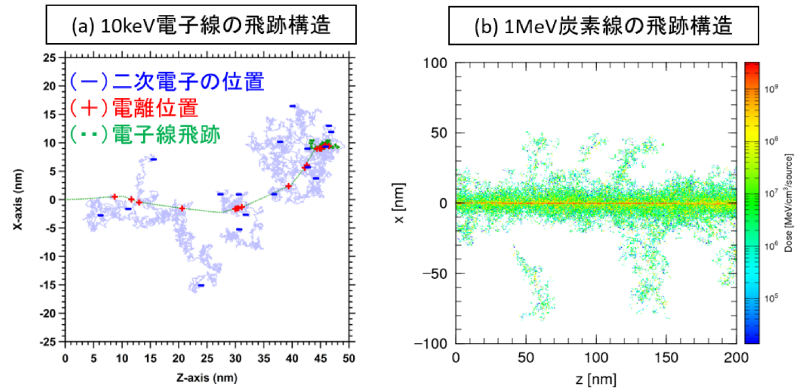 (a) 10keV電子線の飛跡構造
25
20
15
10
5
0
-5
-10
-15
-20
-25
X-axis (nm)
(ー)二次電子の位置
(+)電離位置
(··)電子線飛跡
0 5 10 15 20 25 30 35 40 45 50
Z-axis (nm)
(b) 1MeV炭素線の飛跡構造
100
50
0
−50
−100
x [nm]
0 50 100 150 200
z [nm]
10⁹
10⁸
10⁷
10⁶
10⁵
Dose [MeV/cm³/source]